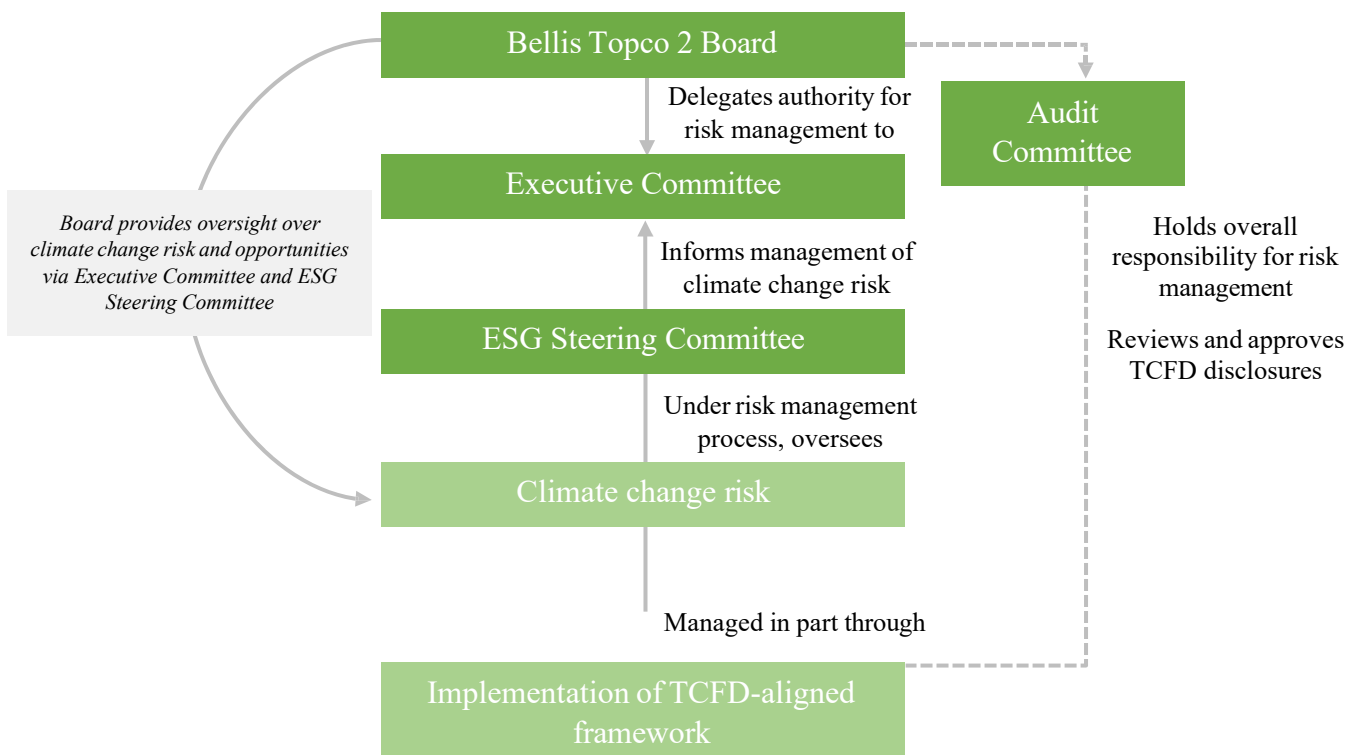 Bellis Topco 2 Board
Delegates authority for
risk management to
Audit
Committee
Executive Committee
Board provides oversight over
climate change risk and opportunities
via Executive Committee and ESG
Steering Committee
Informs management of
climate change risk
Holds overall
responsibility for risk
management
ESG Steering Committee
Reviews and approves
TCFD disclosures
Under risk management
process, oversees
Climate change risk
Managed in part through
Implementation of TCFD-aligned
framework